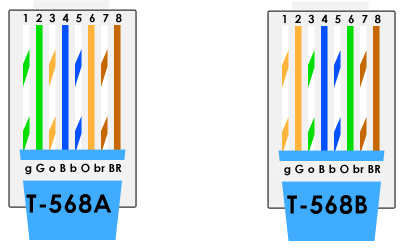 1 2 3 4 5 6 7 8
g G o B b O br BR
T-568A
1 2 3 4 5 6 7 8
g G o B b O br BR
T-568B